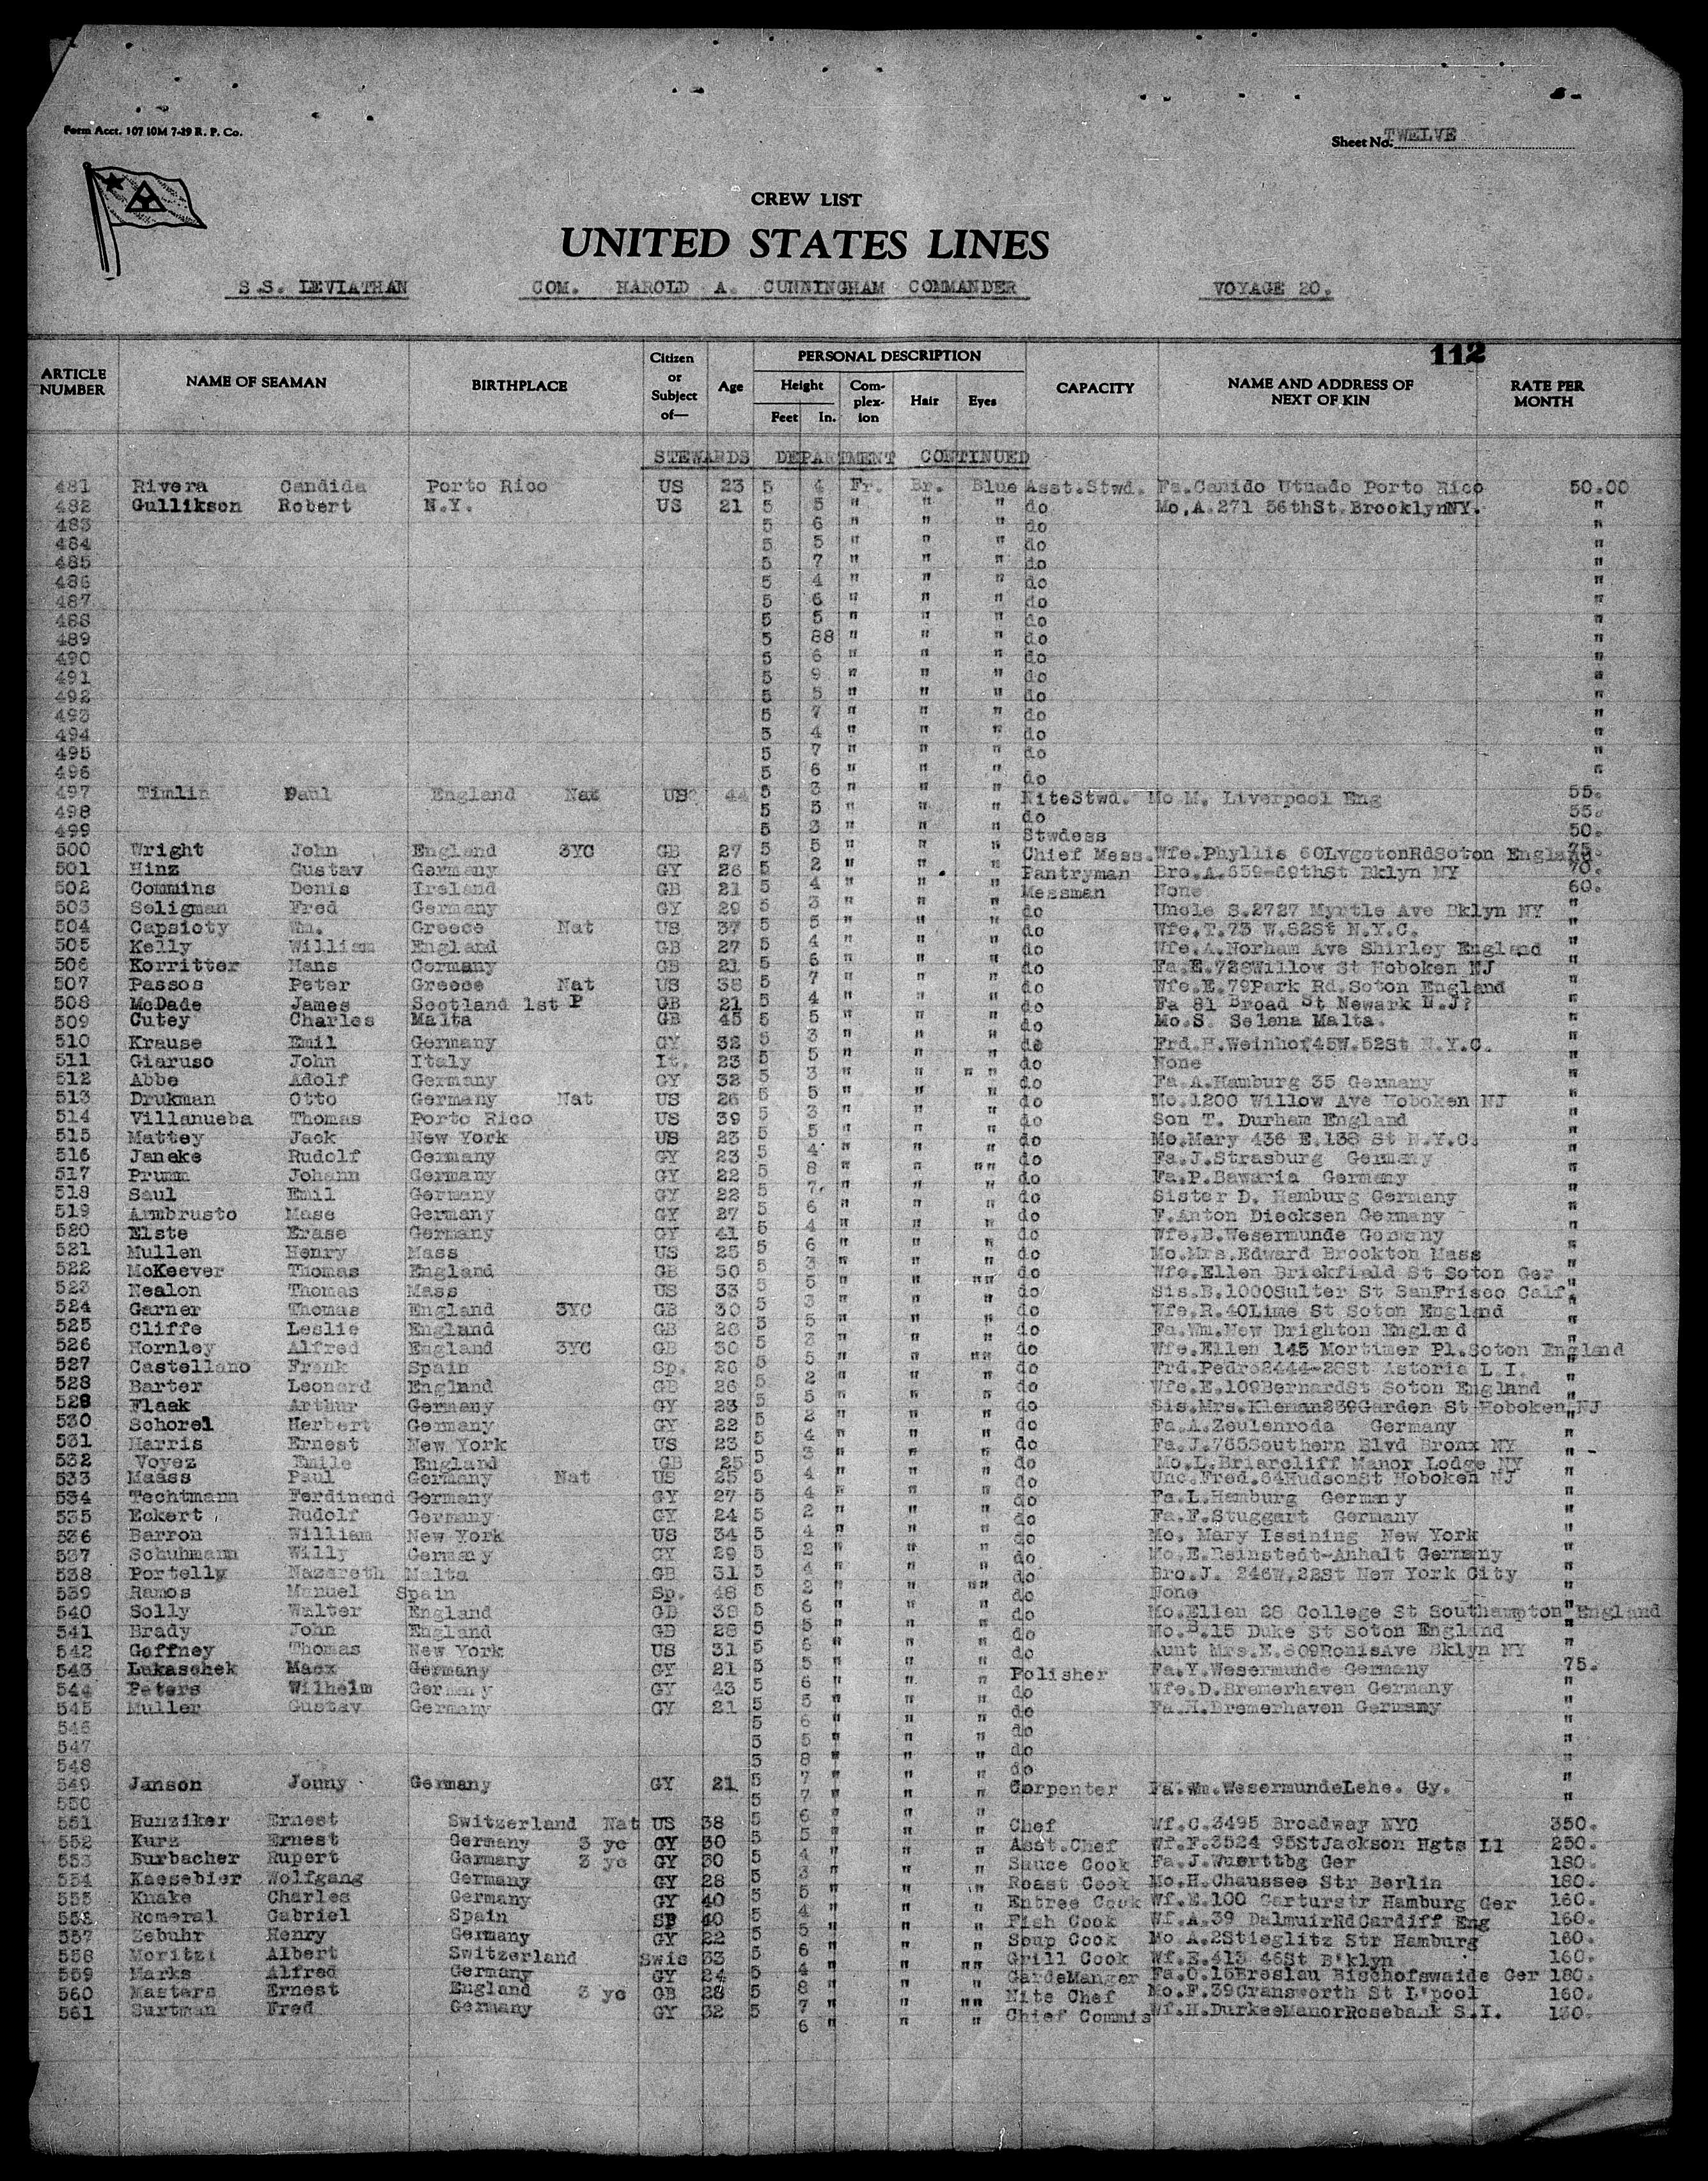 Form Acct. 107 10M 7-29 R. P. Co.
Sheet No. TWELVE
CREW LIST
UNITED STATES LINES
S.S. LEVIATHAN COM. HAROLD A. CUNNINGHAM COMMANDER VOYAGE 20.
112
ARTICLE NUMBER NAME OF SEAMAN BIRTHPLACE Citizen or Subject of— Age PERSONAL DESCRIPTION Height Feet In. Complexion Hair Eyes CAPACITY NAME AND ADDRESS OF NEXT OF KIN RATE PER MONTH
STEWARDS DEPARTMENT CONTINUED
481 Rivera Candida Porto Rico US 23 5 4 Fr. Br. Blue Asst.Stwd. Fa.Canido Utuado Porto Rico 50.00
482 Gullikson Robert N.Y. US 21 5 5 " " " do Mo.A.271 56thSt.BrooklynNY. "
483 5 6 " " " do "
484 5 5 " " " do "
485 5 7 " " " do "
486 5 4 " " " do "
487 5 6 " " " do "
488 5 5 " " " do "
489 5 88 " " " do "
490 5 6 " " " do "
491 5 9 " " " do "
492 5 5 " " " do "
493 5 7 " " " do "
494 5 4 " " " do "
495 5 7 " " " do "
496 5 6 " " " do "
497 Timlin Paul England Nat US 44 5 3 " " " NiteStwd. Mo M. Liverpool Eng 55.
498 5 5 " " " do 55.
499 5 3 " " " Stwdess 50.
500 Wright John England 3YC GB 27 5 5 " " " Chief Mess. Wfe.Phyllis 60LvgstonRdSoton England 75.
501 Hinz Gustav Germany GY 26 5 2 " " " Pantryman Bro.A.659-69thSt Bklyn NY 70.
502 Commins Denis Ireland GB 21 5 4 " " " Messman None 60.
503 Seligman Fred Germany GY 29 5 3 " " " do Uncle S.2727 Myrtle Ave Bklyn NY "
504 Capsioty Wm. Greece Nat US 37 5 5 " " " do Wfe.T.73 W.82St N.Y.C. "
505 Kelly William England GB 27 5 4 " " " do Wfe.A.Norham Ave Shirley England "
506 Korritter Hans Germany GB 21 5 6 " " " do Fa.E.728Willow St Hoboken NJ "
507 Passos Peter Greece Nat US 38 5 7 " " " do Wfe.E.79Park Rd.Soton England "
508 McDade James Scotland 1st P GB 21 5 4 " " " do Fa 81 Broad St Newark N.J? "
509 Cutey Charles Malta GB 45 5 5 " " " do Mo.S. Selena Malta. "
510 Krause Emil Germany GY 32 5 3 " " " do Frd.H.Weinhof45W.52St N.Y.C. "
511 Giaruso John Italy It. 23 5 5 " " " do None "
512 Abbe Adolf Germany GY 32 5 3 " " " " do Fa.A.Hamburg 35 Germany "
513 Drukman Otto Germany Nat US 26 5 5 " " " do Mo.1200 Willow Ave Hoboken NJ "
514 Villanueba Thomas Porto Rico US 39 5 3 " " " do Son T. Durham England "
515 Mattey Jack New York US 23 5 5 " " " do Mo.Mary 436 E.138 St N.Y.C. "
516 Janeke Rudolf Germany GY 23 5 4 " " " do Fa.J.Strasburg Germany "
517 Prumm Johann Germany GY 22 5 8 " " "" do Fa.P.Bawaria Germany "
518 Saul Emil Germany GY 22 5 7 " " " do Sister D. Hamburg Germany "
519 Armbrusto Mase Germany GY 27 5 6 " " " do F.Anton Diecksen Germany "
520 Elste Erase Germany GY 41 5 4 " " " do Wfe.B.Wesermunde Germany "
521 Mullen Henry Mass US 25 5 6 " " " do Mo.Mrs.Edward Brockton Mass "
522 McKeever Thomas England GB 50 5 3 " " "" do Wfe.Ellen Brickfiald St Soton Ger "
523 Nealon Thomas Mass US 33 5 5 " " " do Sis.B.1000Sulter St SanFrisco Calf. "
524 Garner Thomas England 3YC GB 30 5 3 " " " do Wfe.R.40Lime St Soton England "
525 Cliffe Leslie England GB 28 5 5 " " " do Fa.Wm.New Brighton England "
526 Hornley Alfred England 3YC GB 30 5 3 " " "" do Wfe.Ellen 145 Mortimer Pl.Soton England
527 Castellano Frank Spain Sp. 26 5 5 " " " do Frd.Pedro2444-28St Astoria L.I. "
528 Barter Leonard England GB 26 5 2 " " " do Wfe.E.109BernardSt Soton England "
529 Flaak Arthur Germany GY 23 5 5 " " " do Sis.Mrs.Kleman239Garden St Hoboken NJ "
530 Schorel Herbert Germany GY 22 5 2 " " " do Fa.A.Zeulenroda Germany "
531 Harris Ernest New York US 23 5 4 " " " do Fa.J.765Southern Blvd Bronx NY "
532 Voyez Emile England GB 25 5 3 " " " do Mo.L.Briarcliff Manor Lodge NY "
533 Maass Paul Germany Nat US 25 5 4 " " " do Unc.Fred.64HudsonSt Hoboken NJ "
534 Techtmann Ferdinand Germany GY 27 5 4 " " " do Fa.L.Hamburg Germany "
535 Eckert Rudolf Germany GY 24 5 2 " " " do Fa.F.Stuggart Germany "
536 Barron William New York US 34 5 4 " " " do Mo. Mary Issining New York "
537 Schuhmann Willy Germany GY 29 5 2 " " " do Mo.E.Reinstedt-Anhalt Germany "
538 Portelly Nazareth Malta GB 31 5 4 " " " do Bro.J. 246W,22St New York City "
539 Ramos Manuel Spain Sp. 48 5 2 " " "" do None "
540 Solly Walter England GB 38 5 6 " " " do Mo.Ellen 28 College St Southampton England
541 Brady John England GB 28 5 5 " " " do Mo.B.15 Duke St Soton England "
542 Gaffney Thomas New York US 31 5 6 " " " do Aunt Mrs.E.809RonisAve Bklyn NY "
543 Lukaschek Macx Germany GY 21 5 5 " " " Polisher Fa.Y.Wesermunde Germany 75.
544 Peters Wilhelm Germany GY 43 5 6 " " " do Wfe.D.Bremerhaven Germany "
545 Muller Gustav Germany GY 21 5 5 " " " do Fa.H.Bremerhaven Germany "
546 5 6 " " " do "
547 5 5 " " " do "
548 5 8 " " " do "
549 Janson Jonny Germany GY 21 5 7 " " " Carpenter Fa.Wm.WesermundeLehe. Gy. "
550 5 7 " " " "
551 Hunziker Ernest Switzerland Nat US 38 5 6 " " " Chef Wf.C.3495 Broadway NYC 350.
552 Kurz Ernest Germany 3 yc GY 30 5 5 " " " Asst.Chef Wf.F.3524 95StJackson Hgts LI 250.
553 Burbacher Rupert Germany 3 yc GY 30 5 4 " " " Sauce Cook Fa.J.Wuerttbg Ger 180.
554 Kaesebier Wolfgang Germany GY 28 5 3 " " " Roast Cook Mo.H.Chaussee Str Berlin 180.
555 Knake Charles Germany GY 40 5 5 " " " Entree Cook Wf.E.100 Carturstr Hamburg Ger 160.
556 Romeral Gabriel Spain SP 40 5 4 " " " Fish Cook Wf.A.39 DalmuirRdCardiff Eng 160.
557 Zebuhr Henry Germany GY 22 5 5 " " " Soup Cook Mo A.2Stieglitz Str Hamburg 160.
558 Moritzi Albert Switzerland Swis 33 5 6 " " "" Grill Cook Wf.E.413 46St B'klyn 160.
559 Marks Alfred Germany GY 24 5 4 " " " GardeManger Fa.O.16Breslau Bischofswaide Ger 180.
560 Masters Ernest England 3 yc GB 28 5 8 " " "" Nite Chef Mo.F.39Cransworth St L'pool 160.
561 Surtman Fred Germany GY 32 5 7 " " " Chief Commis Wf.H.DurkeeManorRosebank S.I. 130.
6 " " "